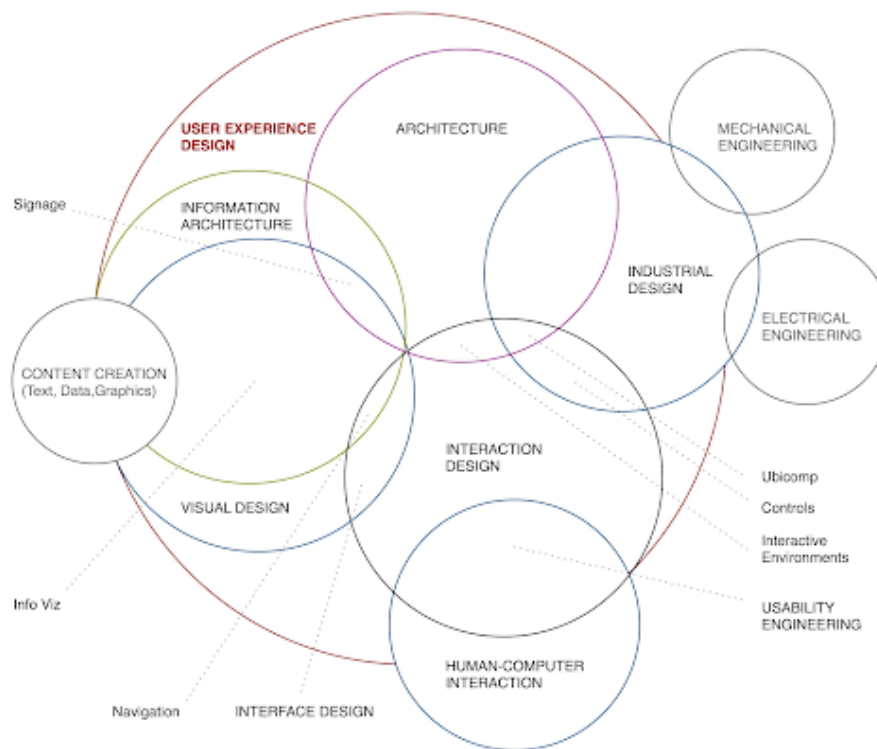 USER EXPERIENCE
DESIGN
ARCHITECTURE
MECHANICAL
ENGINEERING
Signage
INFORMATION
ARCHITECTURE
INDUSTRIAL
DESIGN
ELECTRICAL
ENGINEERING
CONTENT CREATION
(Text, Data,Graphics)
INTERACTION
DESIGN
VISUAL DESIGN
Ubicomp
Controls
Interactive
Environments
Info Viz
USABILITY
ENGINEERING
HUMAN-COMPUTER
INTERACTION
Navigation
INTERFACE DESIGN